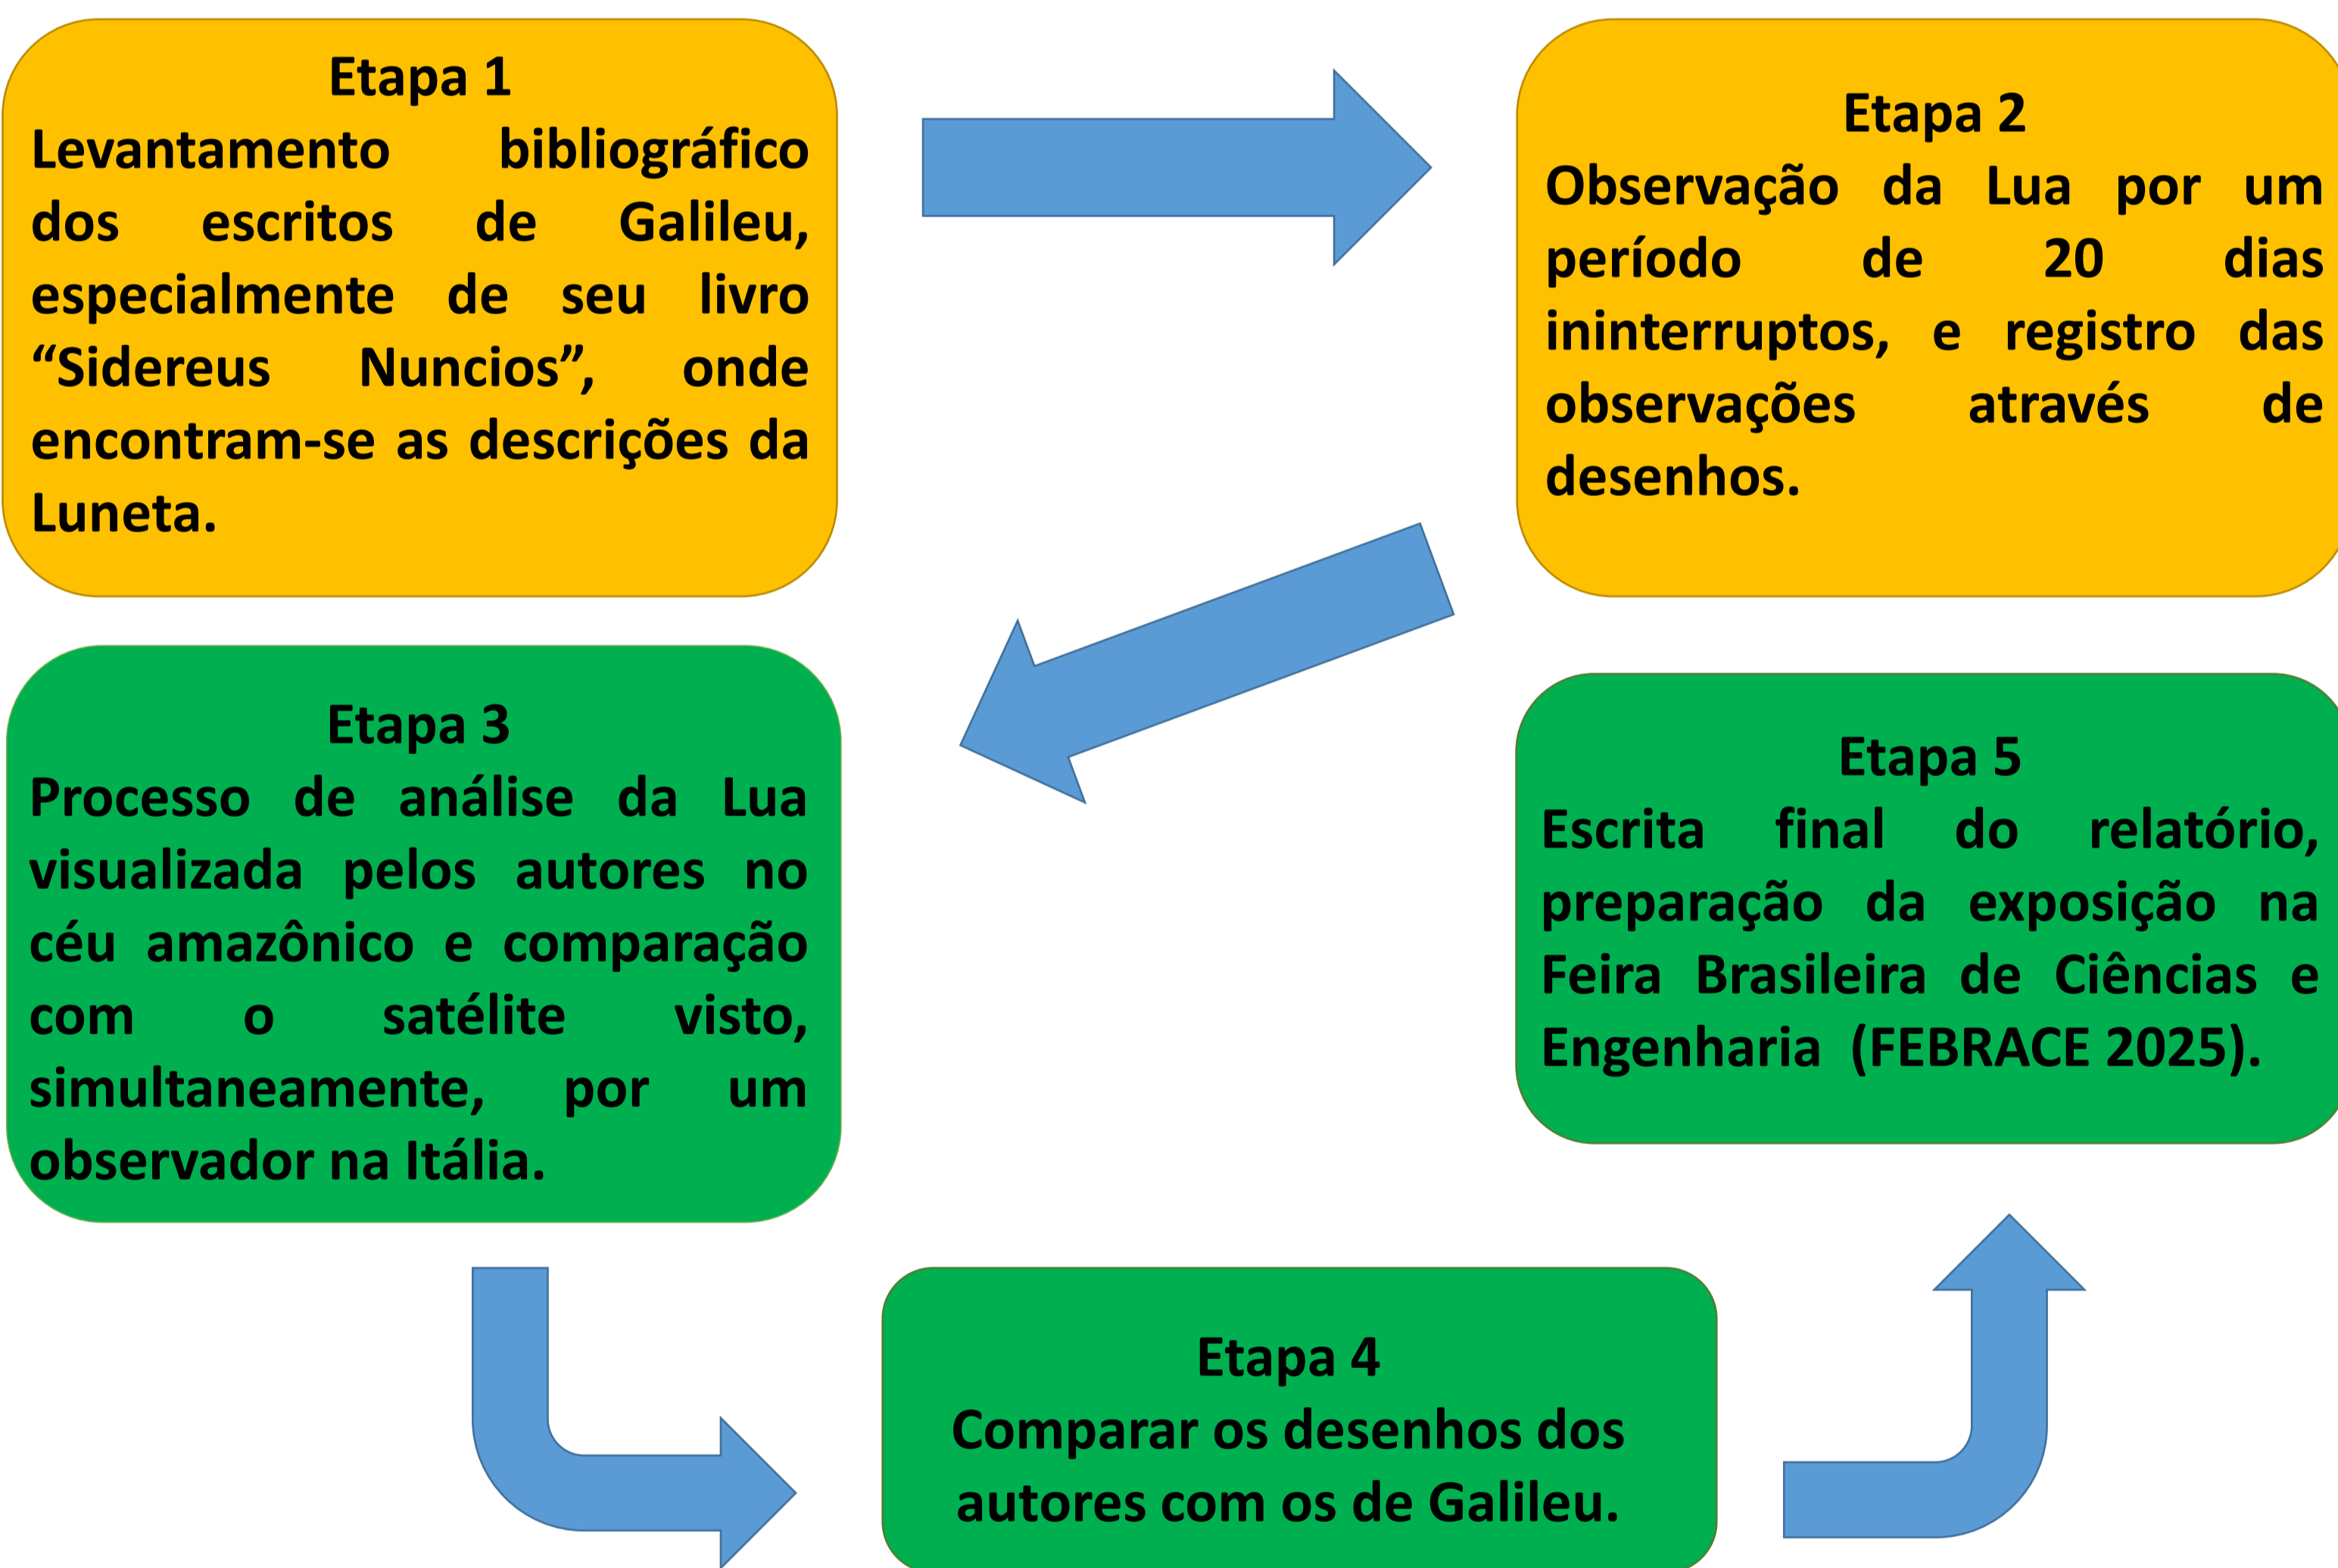 Etapa 1
Levantamento bibliográfico
dos escritos de Galileu,
especialmente de seu livro
“Sidereus Nuncios”, onde
encontram-se as descrições da
Luneta.
Etapa 2
Observação da Lua por um
período de 20 dias
ininterruptos, e registro das
observações através de
desenhos.
Etapa 3
Processo de análise da Lua
visualizada pelos autores no
céu amazônico e comparação
com o satélite visto,
simultaneamente, por um
observador na Itália.
Etapa 4
Comparar os desenhos dos
autores com os de Galileu.
Etapa 5
Escrita final do relatório,
preparação da exposição na
Feira Brasileira de Ciências e
Engenharia (FEBRACE 2025).